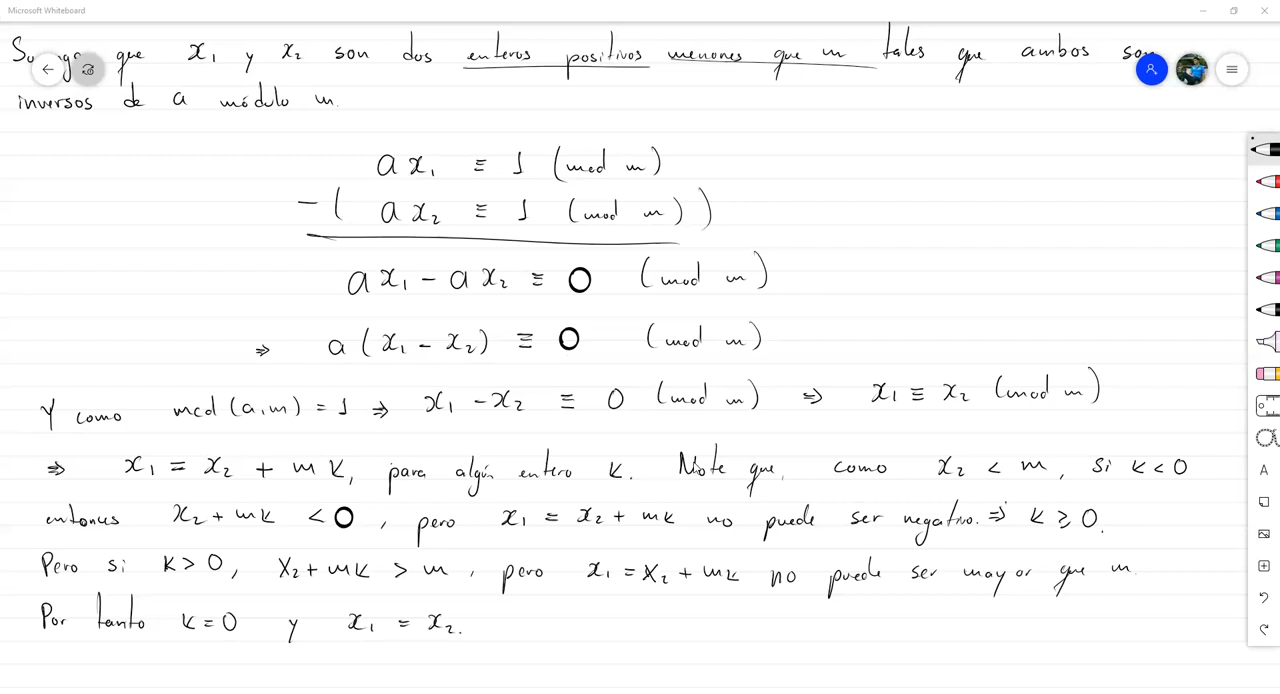 Microsoft Whiteboard
que x₁ y x₂ son dos enteros positivos menores que m tales que ambos son
inversos de a módulo m.
a x₁ ≡ 1 (mod m)
-( a x₂ ≡ 1 (mod m) )
a x₁ - a x₂ ≡ 0 (mod m)
⇒ a (x₁ - x₂) ≡ 0 (mod m)
Y como mcd (a,m) = 1 ⇒ x₁ - x₂ ≡ 0 (mod m) ⇒ x₁ ≡ x₂ (mod m)
⇒ x₁ = x₂ + m k, para algún entero k. Note que, como x₂ < m, si k < 0
entonces x₂ + mk < 0, pero x₁ = x₂ + mk no puede ser negativo. ⇒ k ≥ 0.
Pero si k > 0, x₂ + mk > m, pero x₁ = x₂ + mk no puede ser mayor que m.
Por tanto k = 0 y x₁ = x₂.
A